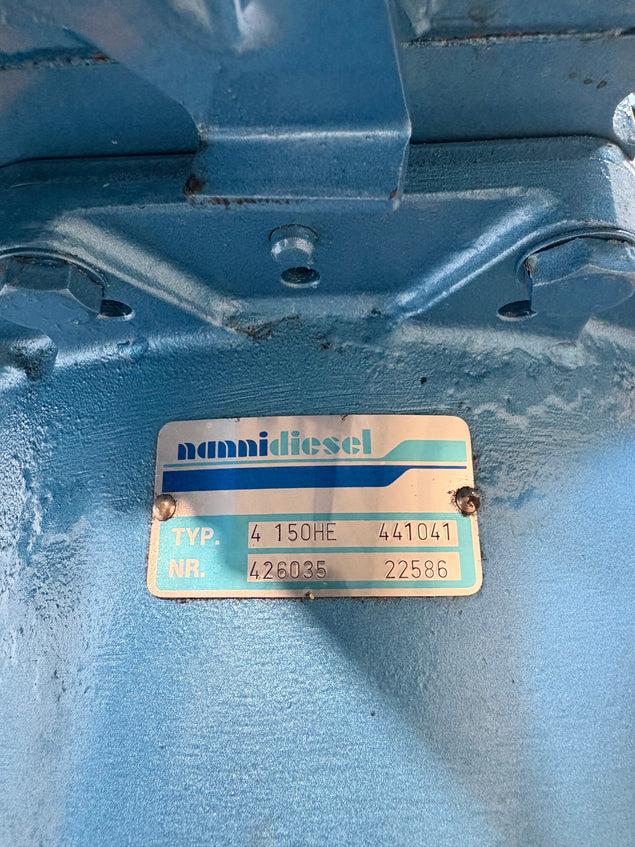 nannidiesel
TYP. 4 150HE 441041
NR. 426035 22586